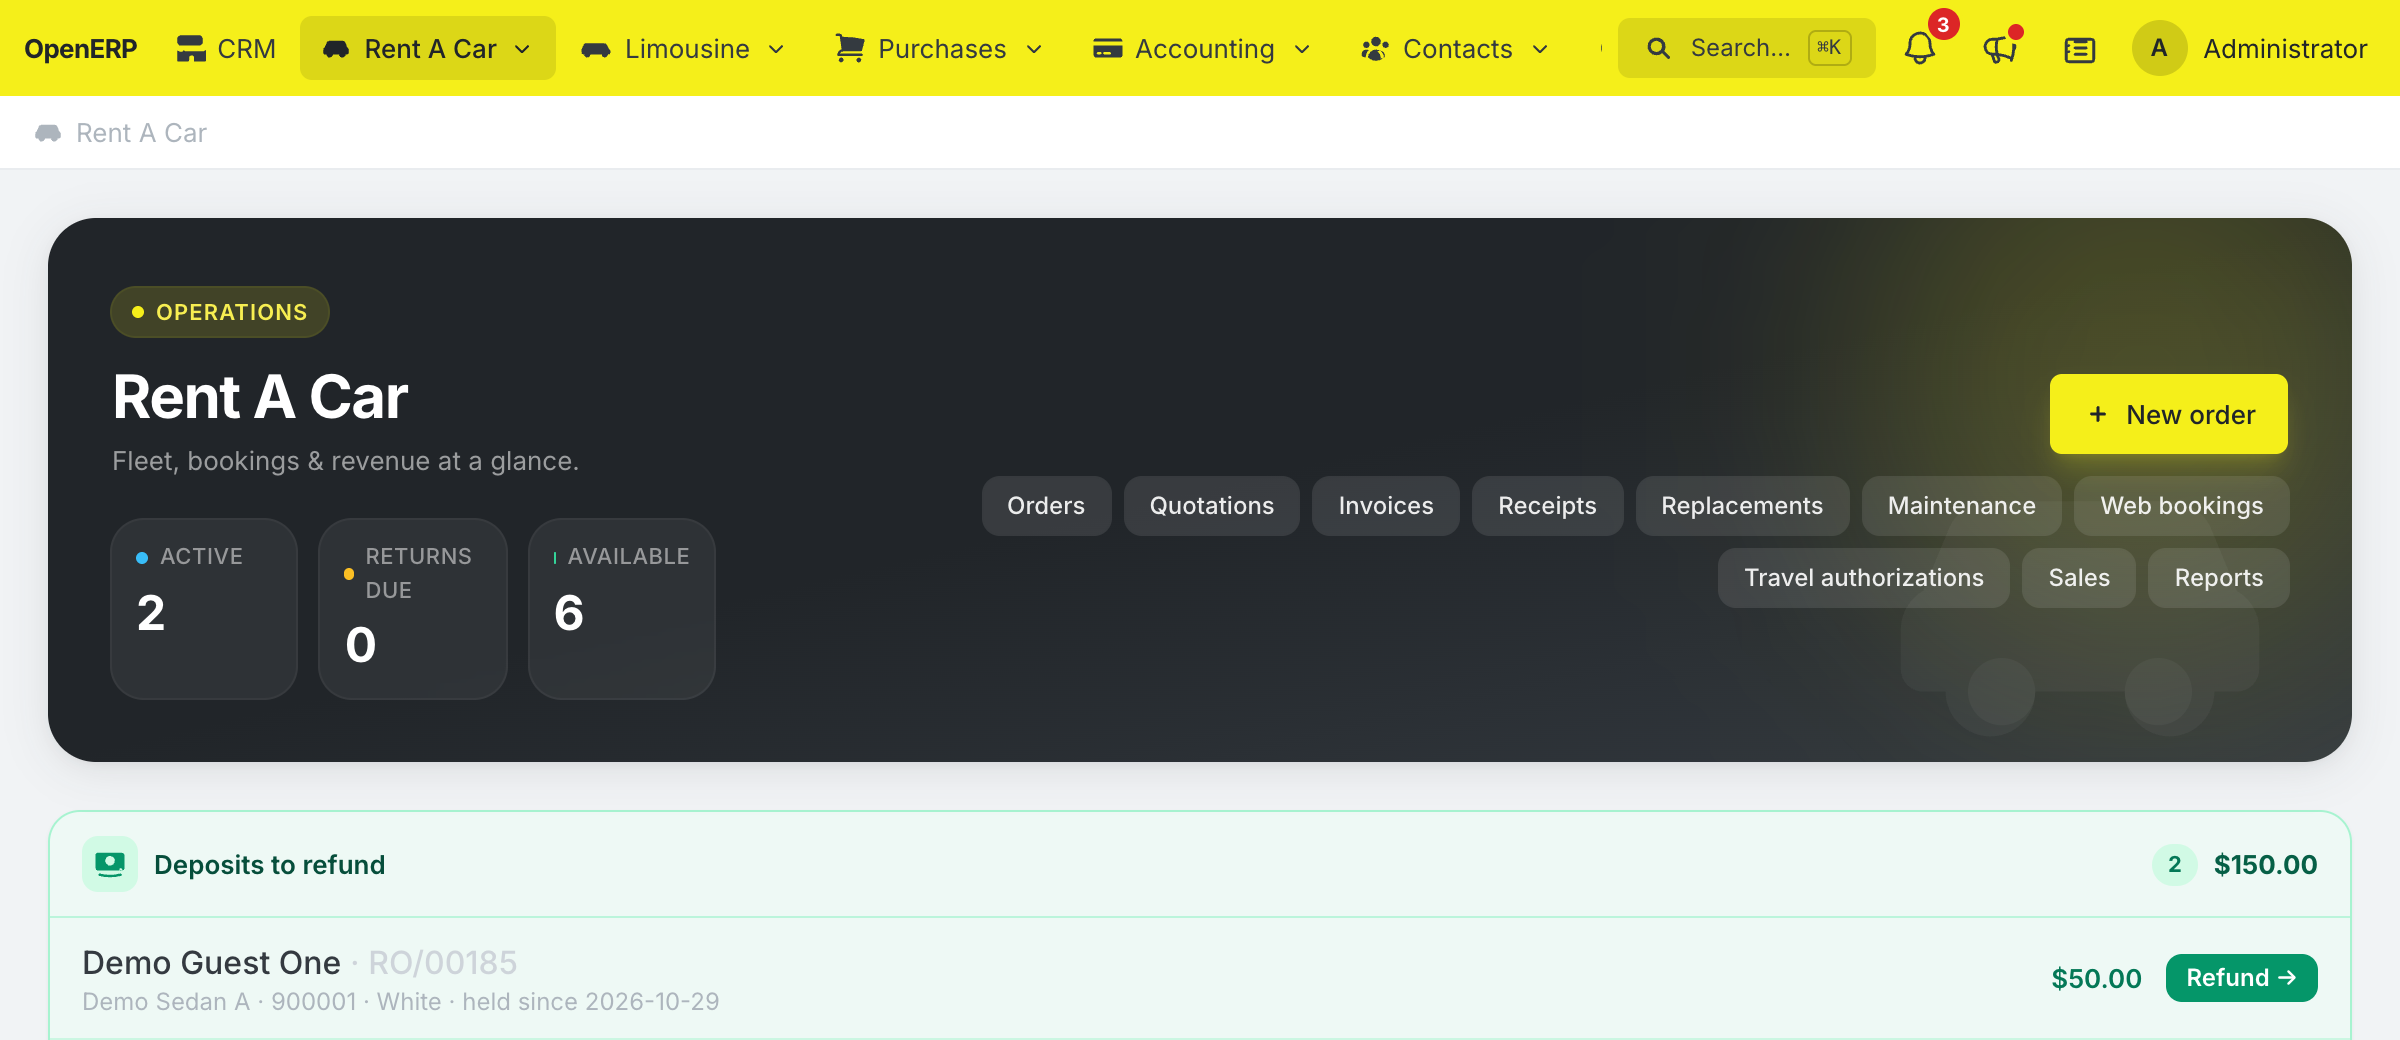 OpenERP CRM Rent A Car Limousine Purchases Accounting Contacts Search... ⌘K 3 A Administrator
Rent A Car
OPERATIONS
Rent A Car
Fleet, bookings & revenue at a glance.
+ New order
Orders Quotations Invoices Receipts Replacements Maintenance Web bookings
Travel authorizations Sales Reports
ACTIVE
2
RETURNS
DUE
0
AVAILABLE
6
Deposits to refund 2 $150.00
Demo Guest One · RO/00185
Demo Sedan A · 900001 · White · held since 2026-10-29
$50.00 Refund →